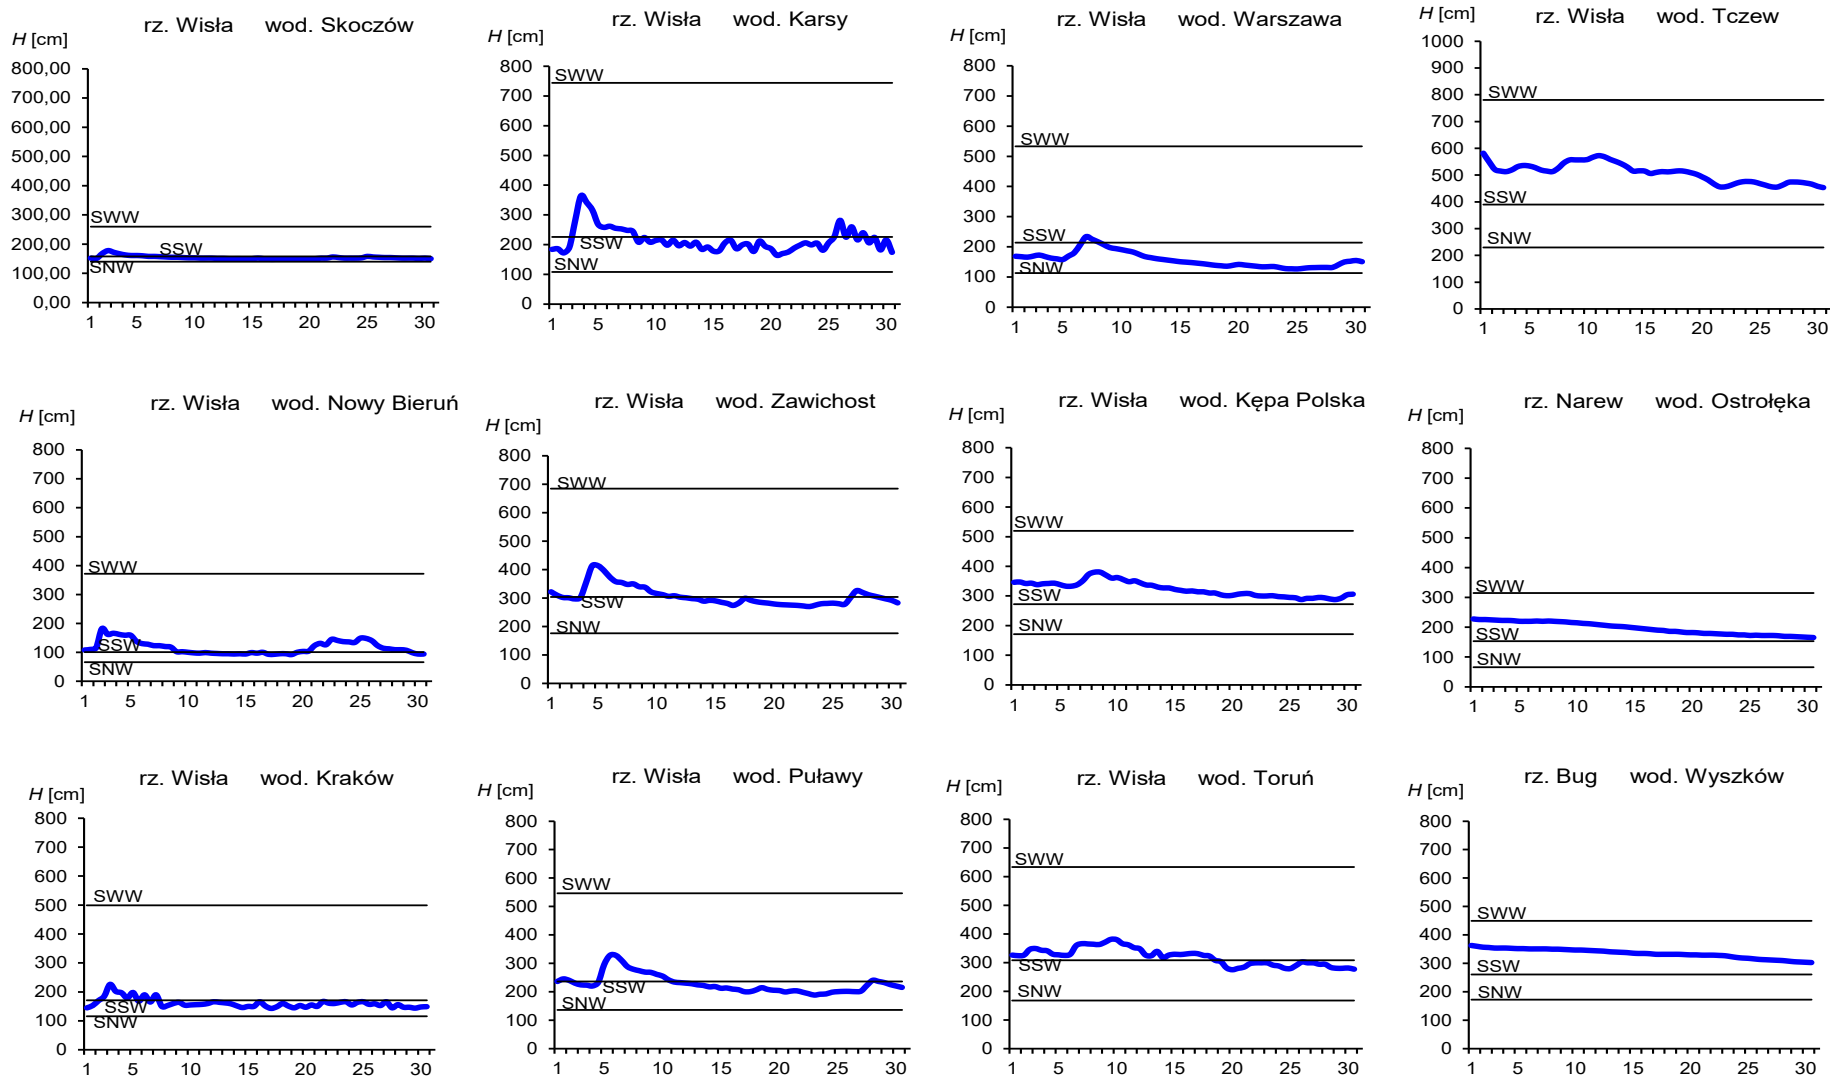 rz. Wisła wod. Skoczów
H [cm]
800,00
700,00
600,00
500,00
400,00
300,00
200,00
100,00
0,00
SWW
SSW
SNW
1 5 10 15 20 25 30
rz. Wisła wod. Karsy
H [cm]
800
700
600
500
400
300
200
100
0
SWW
SSW
SNW
1 5 10 15 20 25 30
rz. Wisła wod. Warszawa
H [cm]
800
700
600
500
400
300
200
100
0
SWW
SSW
SNW
1 5 10 15 20 25 30
rz. Wisła wod. Tczew
H [cm]
1000
900
800
700
600
500
400
300
200
100
0
SWW
SSW
SNW
1 5 10 15 20 25 30
rz. Wisła wod. Nowy Bieruń
H [cm]
800
700
600
500
400
300
200
100
0
SWW
SSW
SNW
1 5 10 15 20 25 30
rz. Wisła wod. Zawichost
H [cm]
800
700
600
500
400
300
200
100
0
SWW
SSW
SNW
1 5 10 15 20 25 30
rz. Wisła wod. Kępa Polska
H [cm]
800
700
600
500
400
300
200
100
0
SWW
SSW
SNW
1 5 10 15 20 25 30
rz. Narew wod. Ostrołęka
H [cm]
800
700
600
500
400
300
200
100
0
SWW
SSW
SNW
1 5 10 15 20 25 30
rz. Wisła wod. Kraków
H [cm]
800
700
600
500
400
300
200
100
0
SWW
SSW
SNW
1 5 10 15 20 25 30
rz. Wisła wod. Puławy
H [cm]
800
700
600
500
400
300
200
100
0
SWW
SSW
SNW
1 5 10 15 20 25 30
rz. Wisła wod. Toruń
H [cm]
800
700
600
500
400
300
200
100
0
SWW
SSW
SNW
1 5 10 15 20 25 30
rz. Bug wod. Wyszków
H [cm]
800
700
600
500
400
300
200
100
0
SWW
SSW
SNW
1 5 10 15 20 25 30